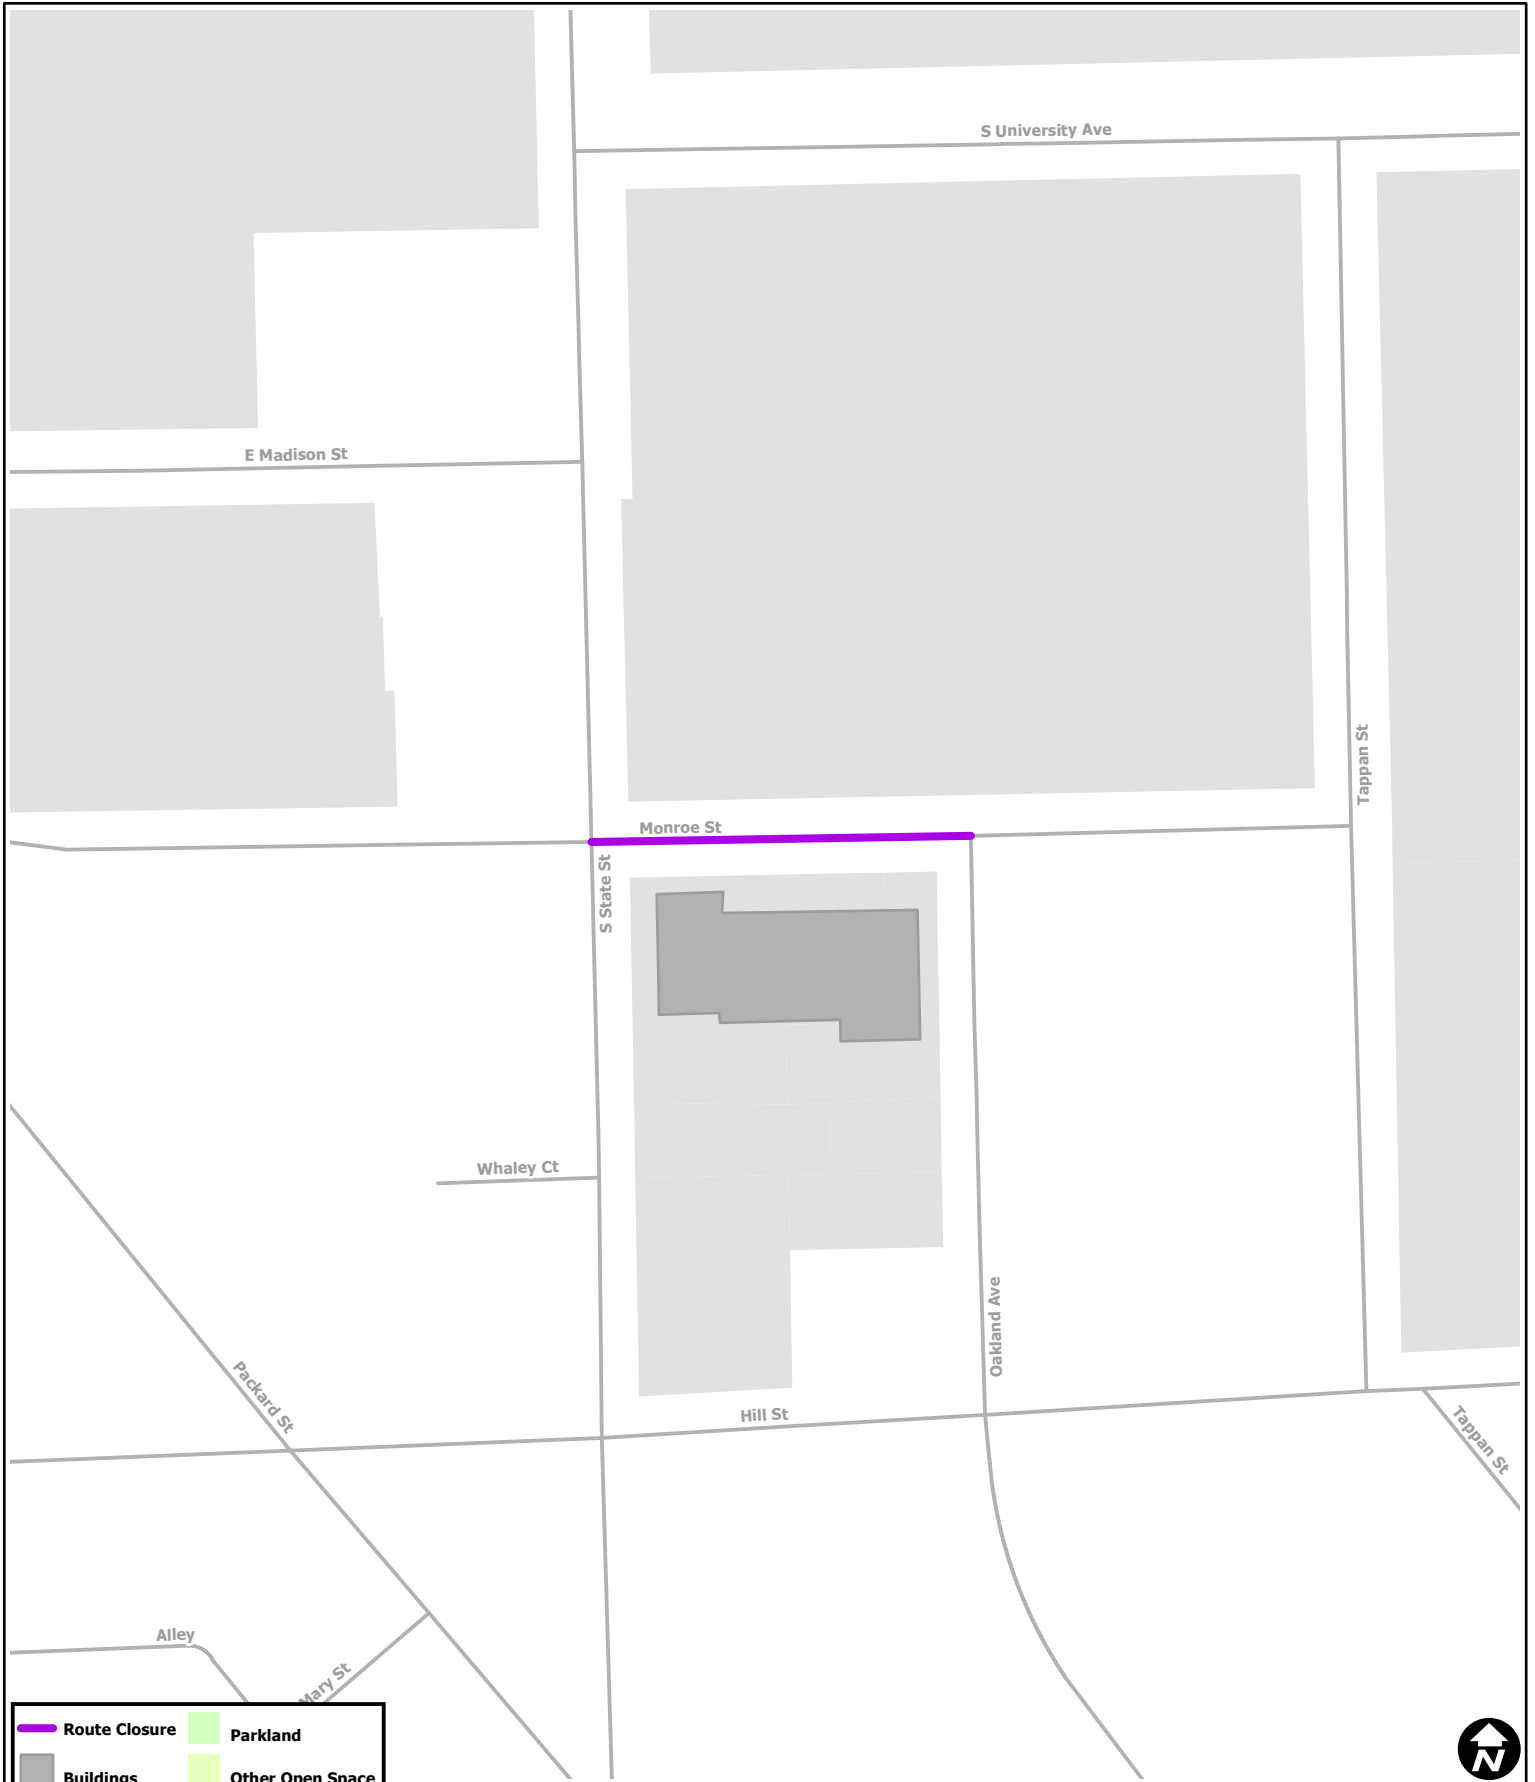 S University Ave
E Madison St
Tappan St
Monroe St
S State St
Whaley Ct
Oakland Ave
Packard St
Hill St
Tappan St
Alley
Mary St
Route Closure
Parkland
Buildings
Other Open Space
N